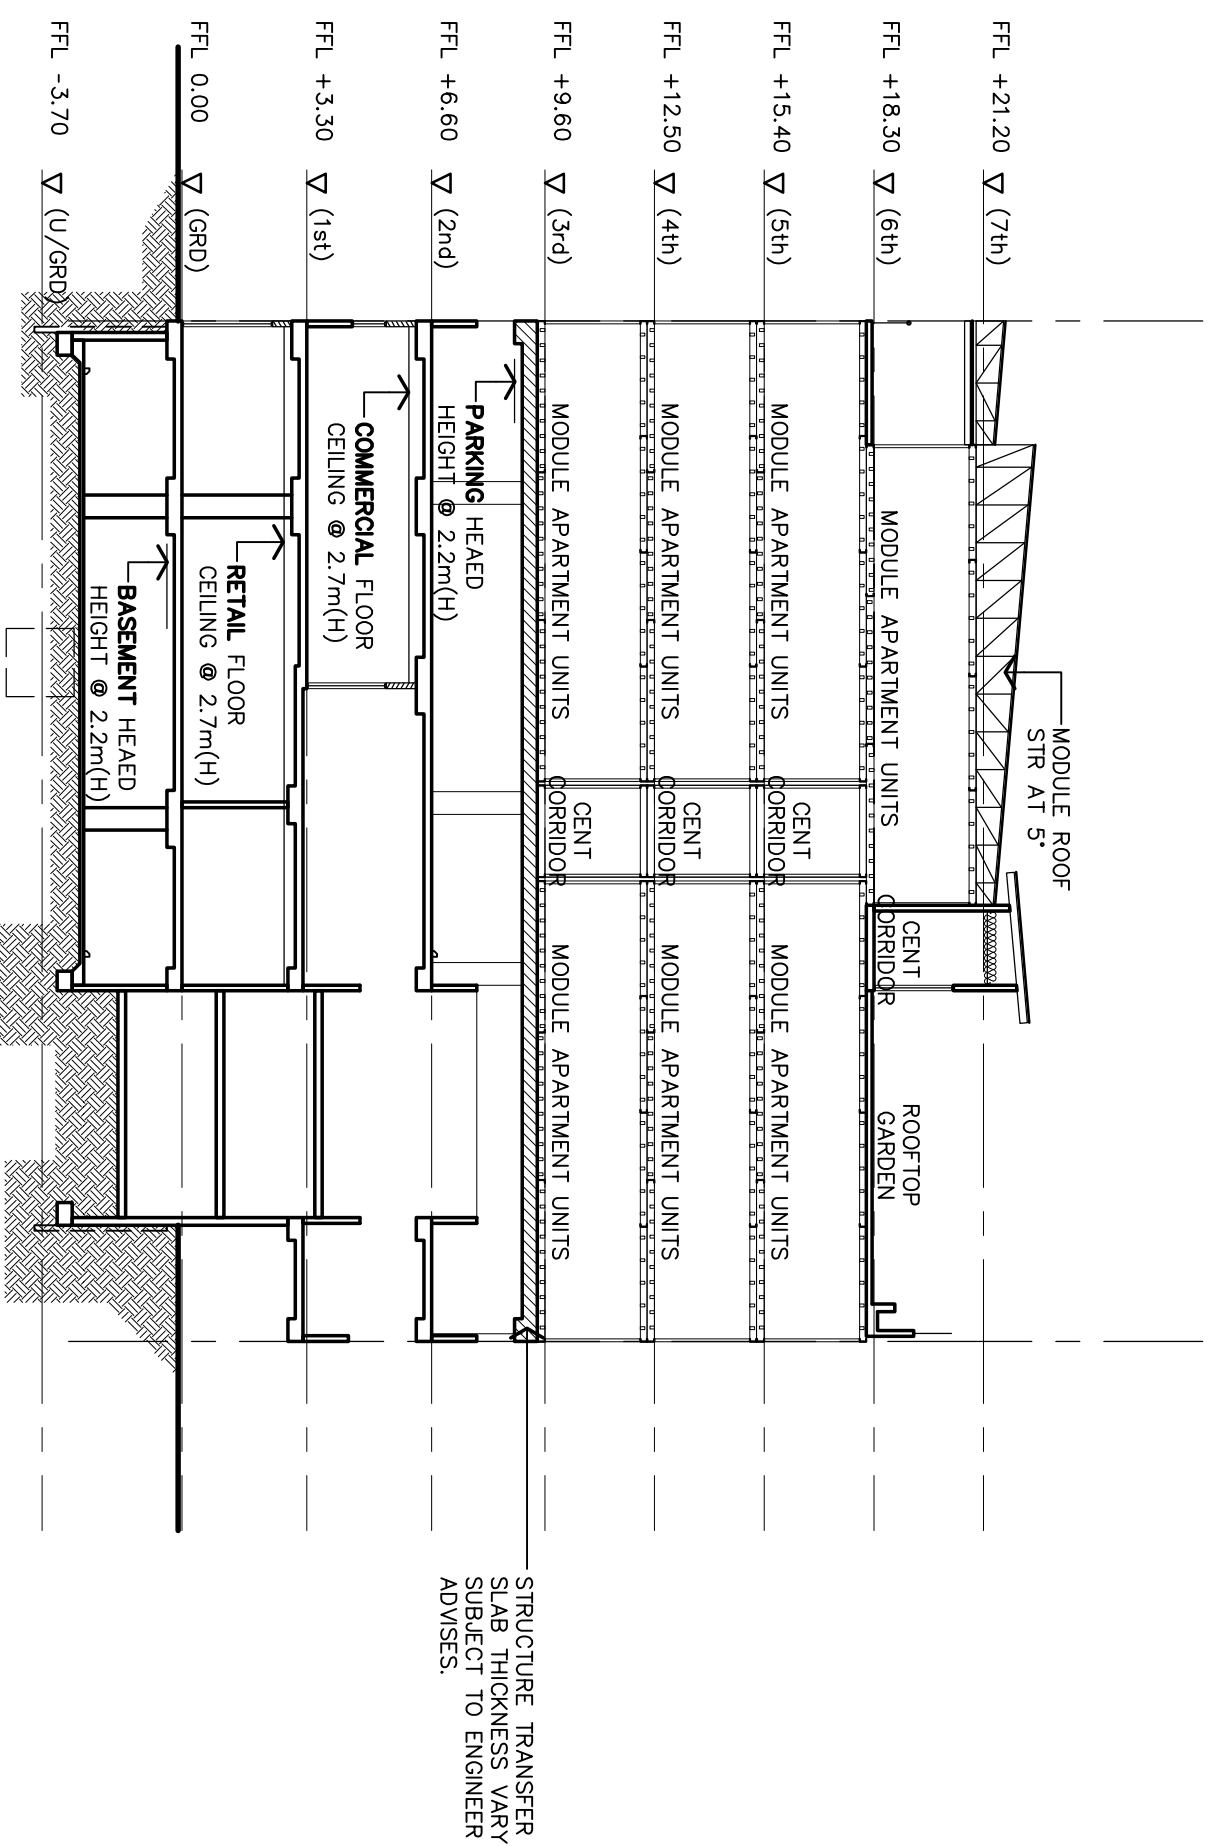 FFL +21.20 (7th)
FFL +18.30 (6th)
FFL +15.40 (5th)
FFL +12.50 (4th)
FFL +9.60 (3rd)
FFL +6.60 (2nd)
FFL +3.30 (1st)
FFL 0.00 (GRD)
FFL -3.70 (U/GRD)
MODULE ROOF
STR AT 5°
MODULE APARTMENT UNITS
CENT
CORRIDOR
ROOFTOP
GARDEN
MODULE APARTMENT UNITS
CENT
CORRIDOR
MODULE APARTMENT UNITS
MODULE APARTMENT UNITS
CENT
CORRIDOR
MODULE APARTMENT UNITS
MODULE APARTMENT UNITS
CENT
CORRIDOR
MODULE APARTMENT UNITS
PARKING HEAED
HEIGHT @ 2.2m(H)
COMMERCIAL FLOOR
CEILING @ 2.7m(H)
RETAIL FLOOR
CEILING @ 2.7m(H)
BASEMENT HEAED
HEIGHT @ 2.2m(H)
STRUCTURE TRANSFER
SLAB THICKNESS VARY
SUBJECT TO ENGINEER
ADVISES.